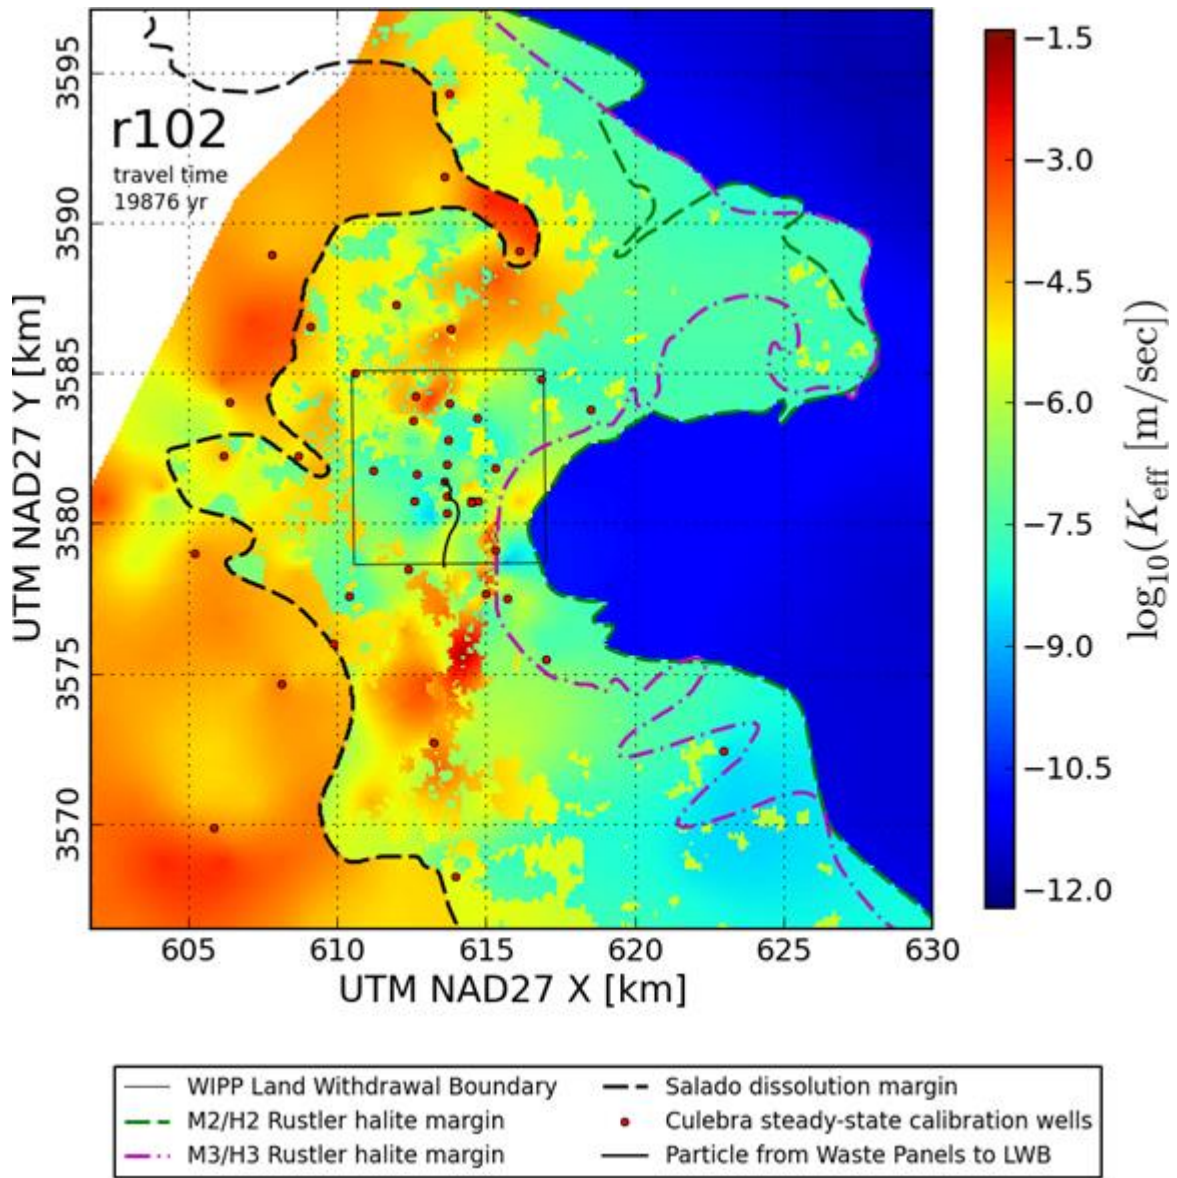 r102
travel time
19876 yr
3595
3590
3585
3580
3575
3570
UTM NAD27 Y [km]
605 610 615 620 625 630
UTM NAD27 X [km]
−1.5
−3.0
−4.5
−6.0
−7.5
−9.0
−10.5
−12.0
log10(Keff [m/sec])
WIPP Land Withdrawal Boundary
M2/H2 Rustler halite margin
M3/H3 Rustler halite margin
Salado dissolution margin
Culebra steady-state calibration wells
Particle from Waste Panels to LWB